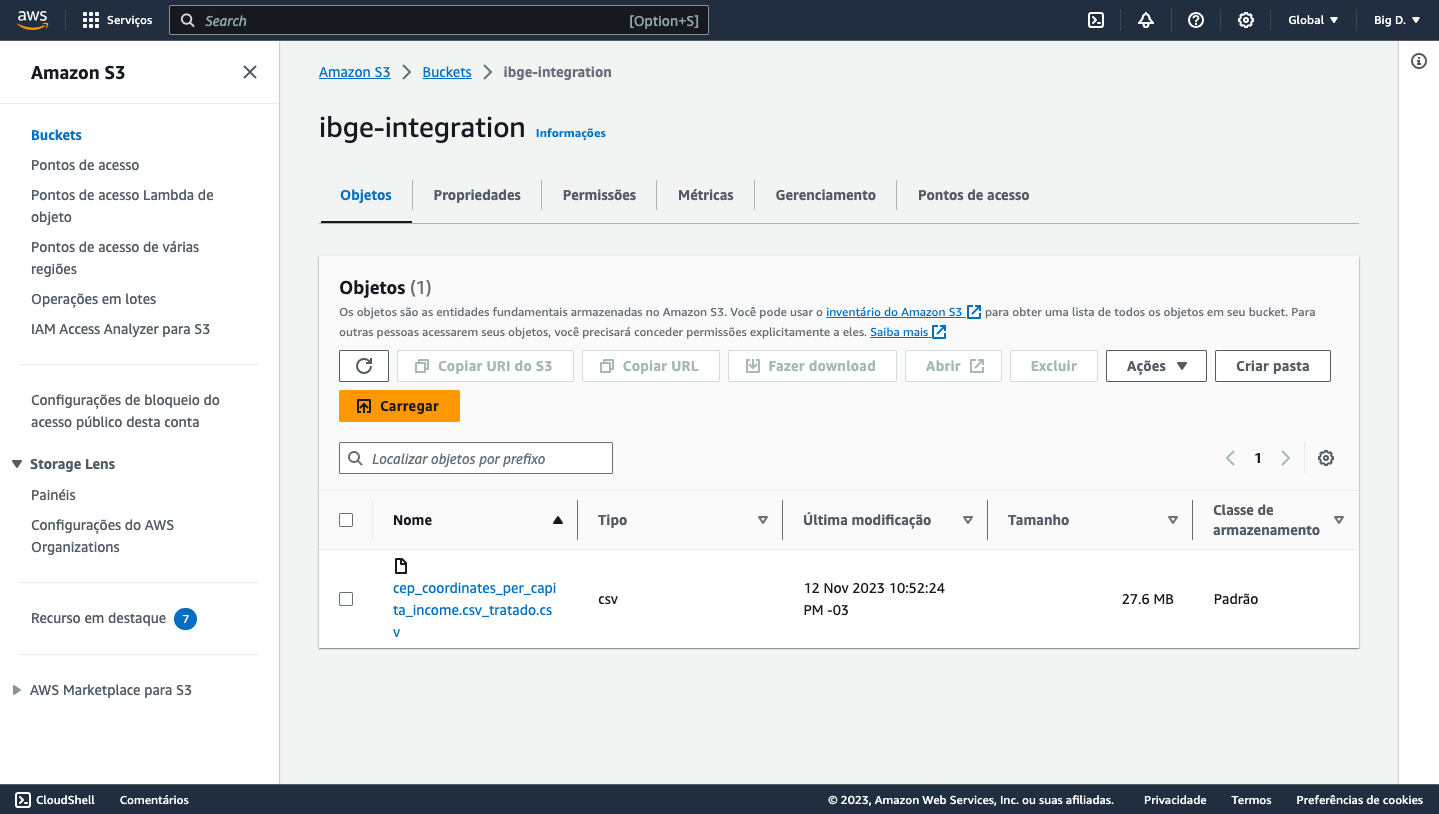 aws
Serviços
Search
[Option+S]
Global
Big D.
Amazon S3
Buckets
Pontos de acesso
Pontos de acesso Lambda de
objeto
Pontos de acesso de várias
regiões
Operações em lotes
IAM Access Analyzer para S3
Configurações de bloqueio do
acesso público desta conta
Storage Lens
Painéis
Configurações do AWS
Organizations
Recurso em destaque 7
AWS Marketplace para S3
Amazon S3 Buckets ibge-integration
ibge-integration Informações
Objetos Propriedades Permissões Métricas Gerenciamento Pontos de acesso
Objetos (1)
Os objetos são as entidades fundamentais armazenadas no Amazon S3. Você pode usar o inventário do Amazon S3 para obter uma lista de todos os objetos em seu bucket. Para
outras pessoas acessarem seus objetos, você precisará conceder permissões explicitamente a eles. Saiba mais
Copiar URI do S3 Copiar URL Fazer download Abrir Excluir Ações Criar pasta
Carregar
Localizar objetos por prefixo
1
Nome Tipo Última modificação Tamanho Classe de
armazenamento
cep_coordinates_per_capi
ta_income.csv_tratado.cs
v
csv
12 Nov 2023 10:52:24
PM -03
27.6 MB
Padrão
CloudShell Comentários © 2023, Amazon Web Services, Inc. ou suas afiliadas. Privacidade Termos Preferências de cookies